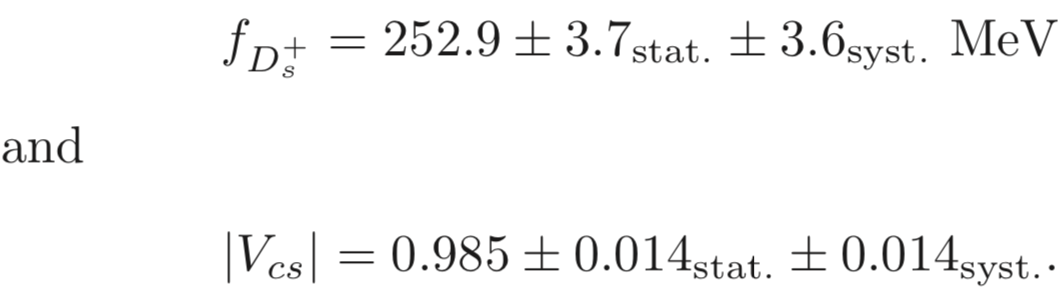 f_{D_s^+} = 252.9 ± 3.7_{stat.} ± 3.6_{syst.} MeV
and
|V_{cs}| = 0.985 ± 0.014_{stat.} ± 0.014_{syst.}.